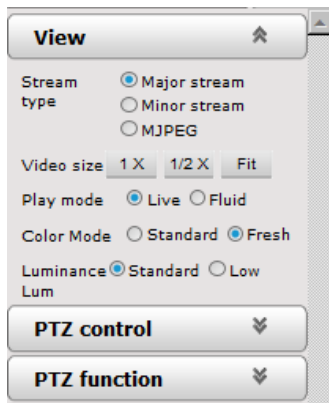 View
Stream type
Major stream
Minor stream
MJPEG
Video size 1 X 1/2 X Fit
Play mode Live Fluid
Color Mode Standard Fresh
Luminance Standard Low
Lum
PTZ control
PTZ function